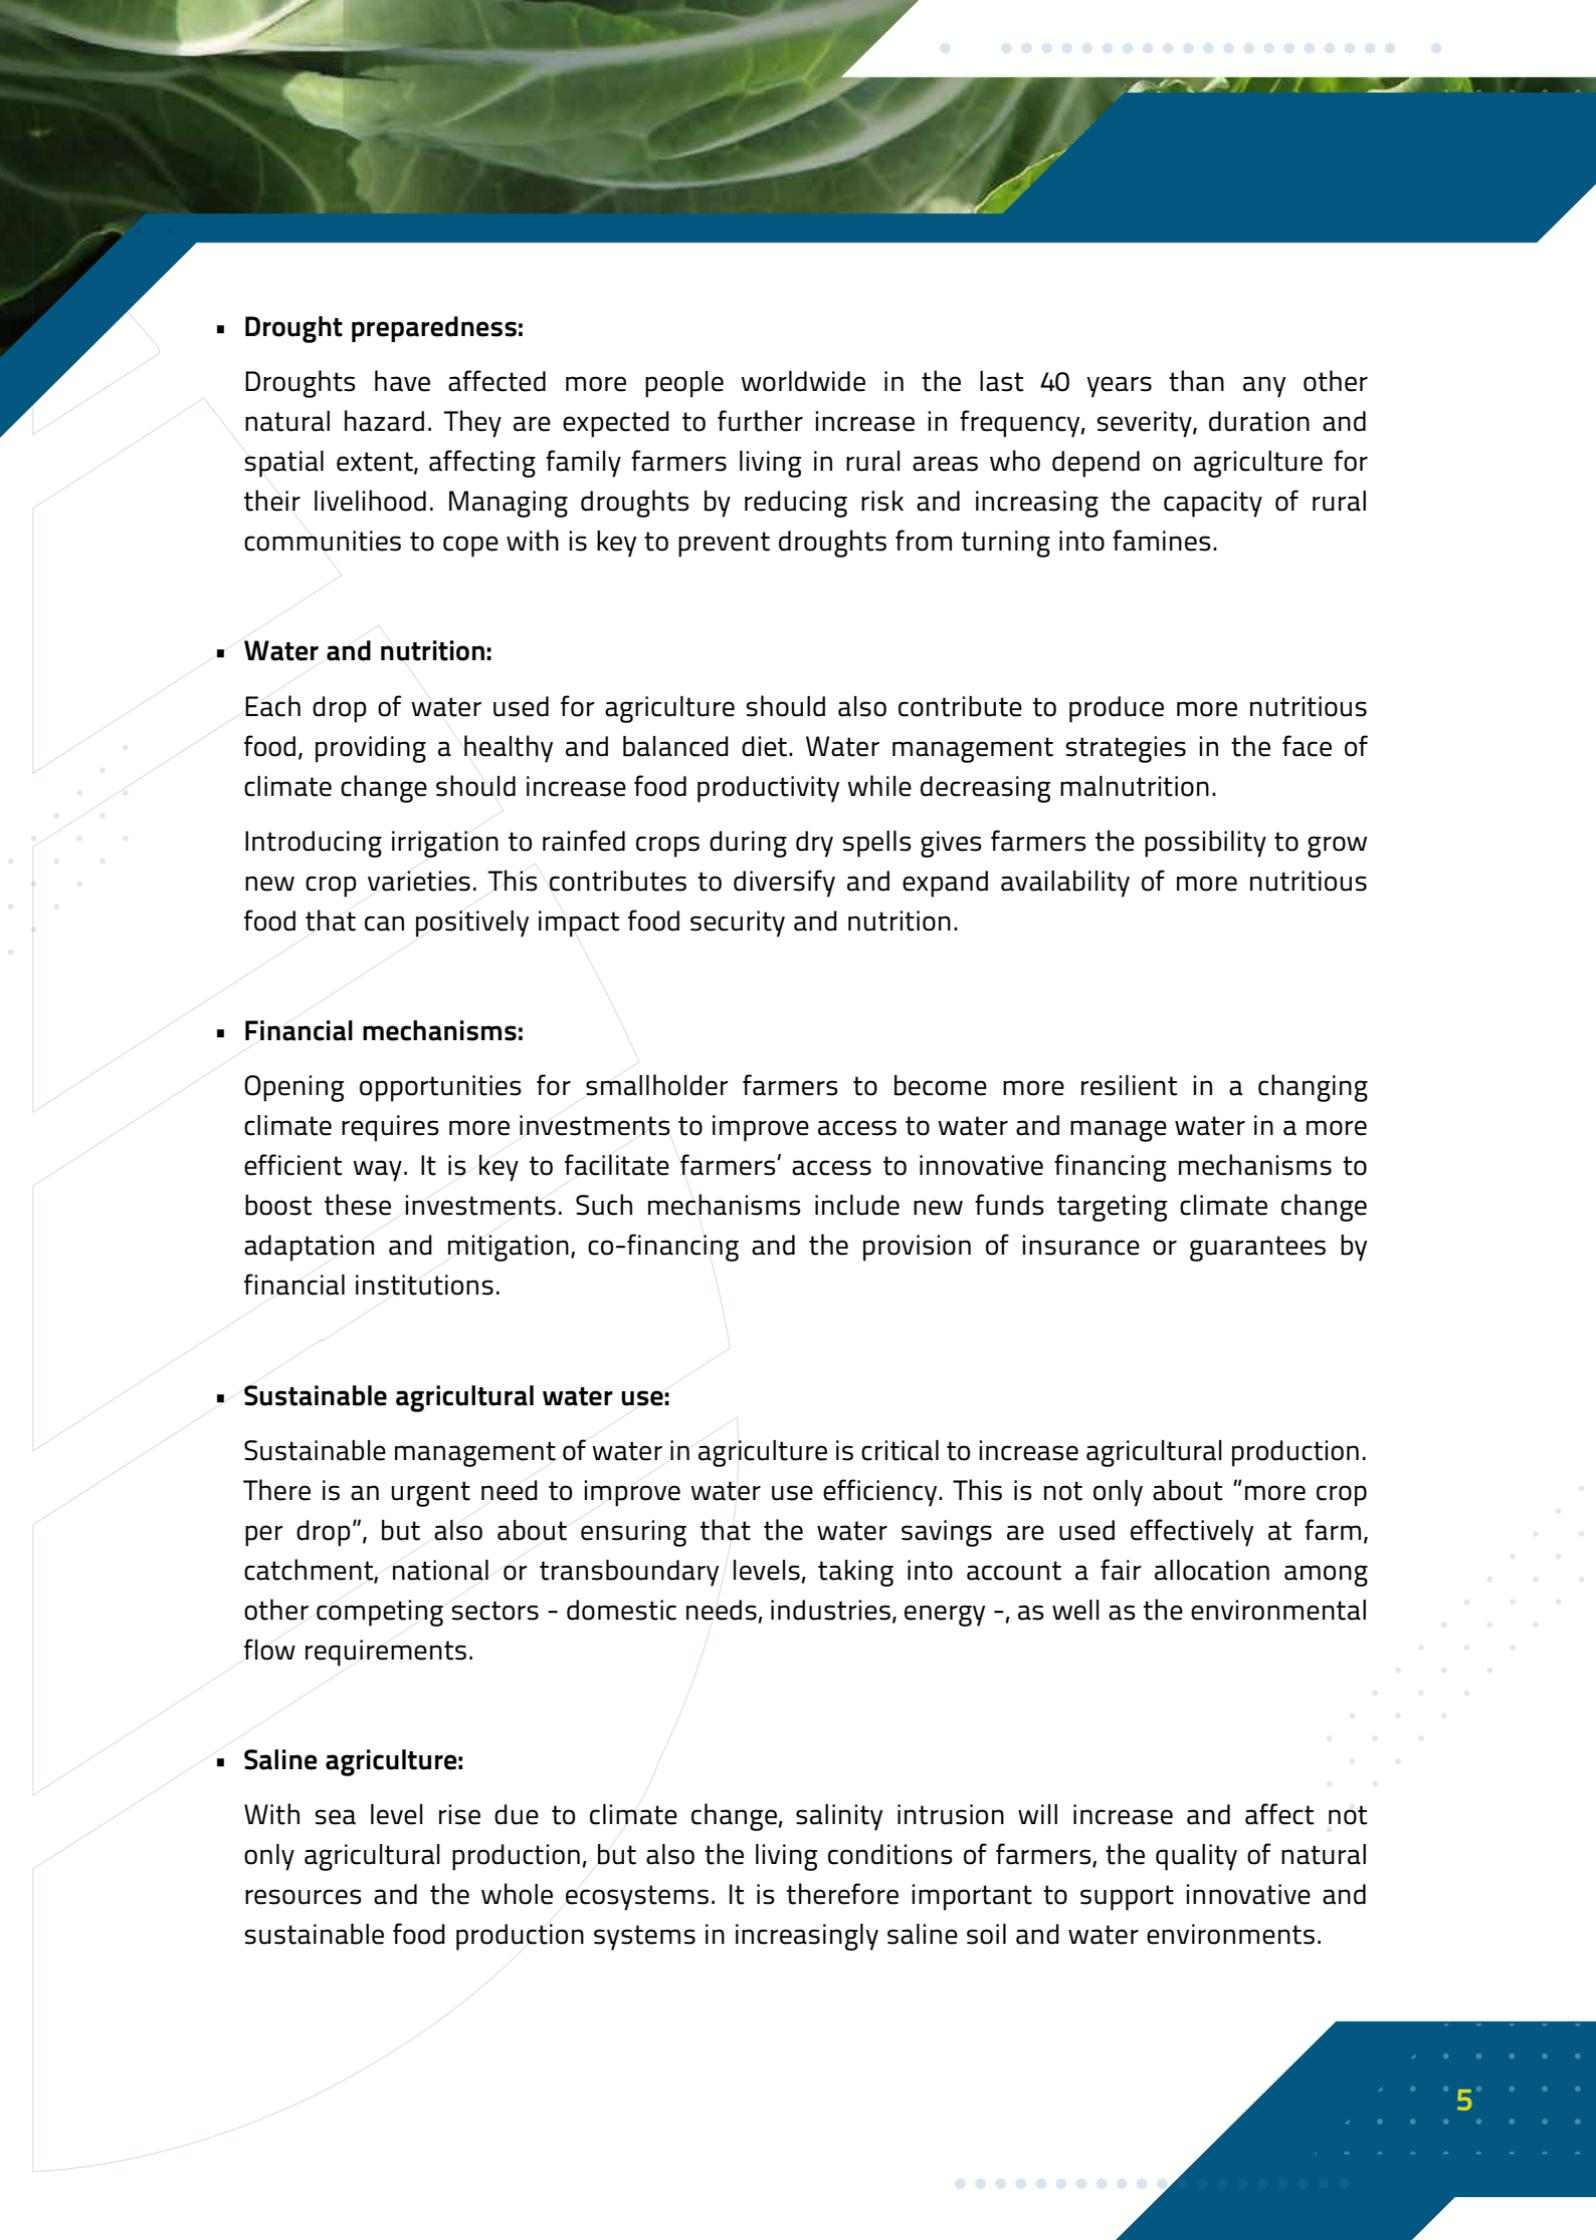 ▪ Drought preparedness:
Droughts have affected more people worldwide in the last 40 years than any other
natural hazard. They are expected to further increase in frequency, severity, duration and
spatial extent, affecting family farmers living in rural areas who depend on agriculture for
their livelihood. Managing droughts by reducing risk and increasing the capacity of rural
communities to cope with is key to prevent droughts from turning into famines.
▪ Water and nutrition:
Each drop of water used for agriculture should also contribute to produce more nutritious
food, providing a healthy and balanced diet. Water management strategies in the face of
climate change should increase food productivity while decreasing malnutrition.
Introducing irrigation to rainfed crops during dry spells gives farmers the possibility to grow
new crop varieties. This contributes to diversify and expand availability of more nutritious
food that can positively impact food security and nutrition.
▪ Financial mechanisms:
Opening opportunities for smallholder farmers to become more resilient in a changing
climate requires more investments to improve access to water and manage water in a more
efficient way. It is key to facilitate farmers’ access to innovative financing mechanisms to
boost these investments. Such mechanisms include new funds targeting climate change
adaptation and mitigation, co-financing and the provision of insurance or guarantees by
financial institutions.
▪ Sustainable agricultural water use:
Sustainable management of water in agriculture is critical to increase agricultural production.
There is an urgent need to improve water use efficiency. This is not only about “more crop
per drop”, but also about ensuring that the water savings are used effectively at farm,
catchment, national or transboundary levels, taking into account a fair allocation among
other competing sectors - domestic needs, industries, energy -, as well as the environmental
flow requirements.
▪ Saline agriculture:
With sea level rise due to climate change, salinity intrusion will increase and affect not
only agricultural production, but also the living conditions of farmers, the quality of natural
resources and the whole ecosystems. It is therefore important to support innovative and
sustainable food production systems in increasingly saline soil and water environments.
5